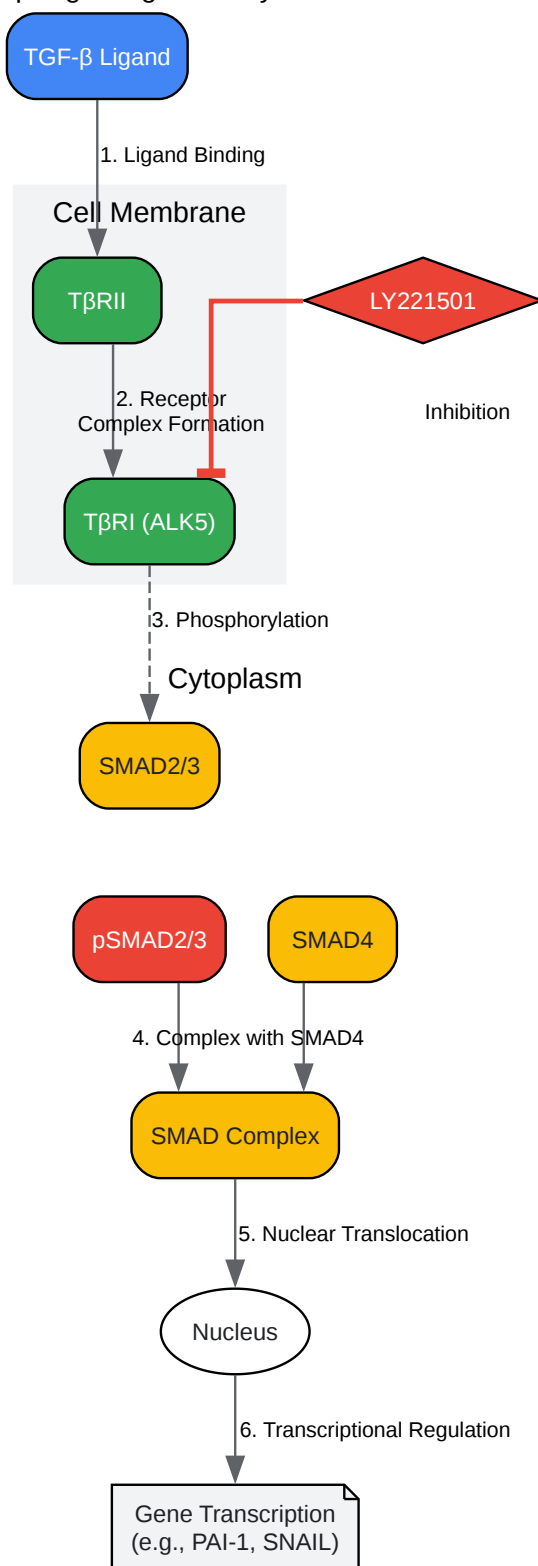 TGF-β Ligand
1. Ligand Binding
Cell Membrane
TβRII
LY221501
2. Receptor
Complex Formation
Inhibition
TβRI (ALK5)
3. Phosphorylation
Cytoplasm
SMAD2/3
pSMAD2/3
SMAD4
4. Complex with SMAD4
SMAD Complex
5. Nuclear Translocation
Nucleus
6. Transcriptional Regulation
Gene Transcription
(e.g., PAI-1, SNAIL)